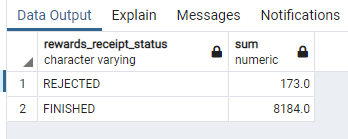 Data Output Explain Messages Notifications
rewards_receipt_status sum
character varying numeric
1 REJECTED 173.0
2 FINISHED 8184.0